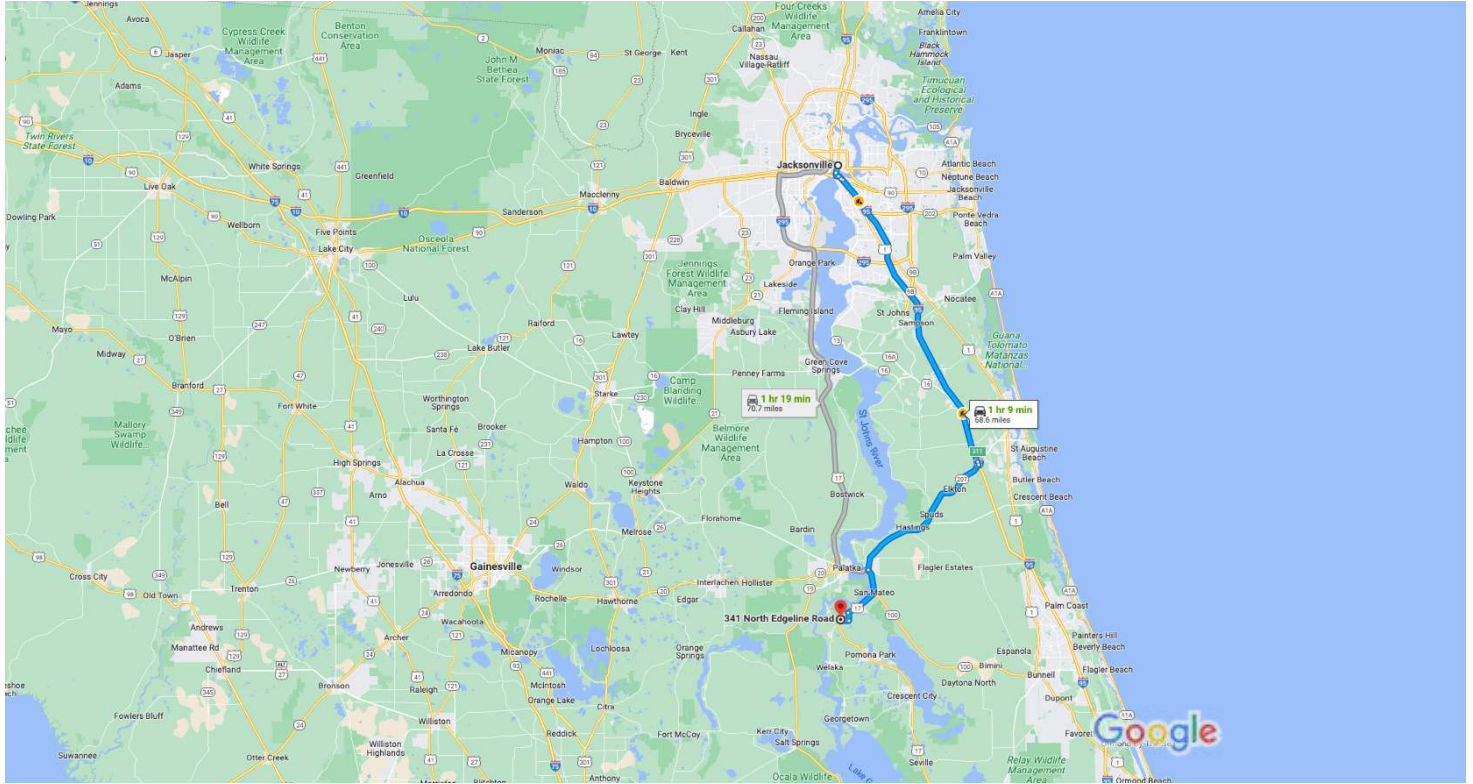 Jennings
Avoca
Jasper
Adams
Cypress Creek
Wildlife
Management
Area
Benton
Conservation
Area
Moniac
St George
Kent
Callahan
Four Creeks
Wildlife
Management
Area
Amelia City
Franklintown
Black
Hammock
Island
Nassau
Village-Ratliff
Timucuan
Ecological
and Historical
Preserve
John M
Bethea
State Forest
Ingle
Bryceville
Twin Rivers
State Forest
White Springs
Greenfield
Live Oak
Dowling Park
Wellborn
Five Points
Lake City
Sanderson
Macclenny
Baldwin
Jacksonville
Atlantic Beach
Neptune Beach
Jacksonville
Beach
Ponte Vedra
Beach
Osceola
National Forest
McAlpin
Lulu
Jennings
Forest Wildlife
Management
Area
Orange Park
Lakeside
Palm Valley
Nocatee
Clay Hill
Middleburg
Asbury Lake
Fleming Island
St Johns
Sampson
Mayo
O'Brien
Midway
Raiford
Lake Butler
Lawtey
Guana
Tolomato
Matanzas
National...
Branford
Fort White
Worthington
Springs
Starke
Camp
Blanding
Wildlife...
Penney Farms
Green Cove
Springs
1 hr 19 min
70.7 miles
1 hr 9 min
68.6 miles
Mallory
Swamp
Wildlife...
Santa Fé
Brooker
La Crosse
Hampton
Belmore
Wildlife
Management
Area
St Johns River
St Augustine
Beach
Butler Beach
Crescent Beach
High Springs
Alachua
Arno
Bell
Waldo
Keystone
Heights
Bostwick
Elkton
Spuds
Hastings
Melrose
Florahome
Bardin
Cross City
Old Town
Trenton
Newberry
Jonesville
Gainesville
Windsor
Arredondo
Rochelle
Hawthorne
Edgar
Interlachen
Hollister
Palatka
San Mateo
Flagler Estates
341 North Edgeline Road
Palm Coast
Andrews
Manattee Rd
Chiefland
Archer
Wacahoota
Micanopy
Lochloosa
Orange
Springs
Welaka
Pomona Park
Bimini
Espanola
Painters Hill
Beverly Beach
Flagler Beach
Bronson
Raleigh
McIntosh
Orange Lake
Citra
Crescent City
Daytona North
Bunnell
Dupont
Fowlers Bluff
Williston
Georgetown
Google
Suwannee
Otter Creek
Williston
Highlands
Reddick
Fort McCoy
Kerr City
Salt Springs
Seville
Relay Wildlife
Management
Area
Morriston
Blitchton
Anthony
Ocala Wildlife
Ormond Beach